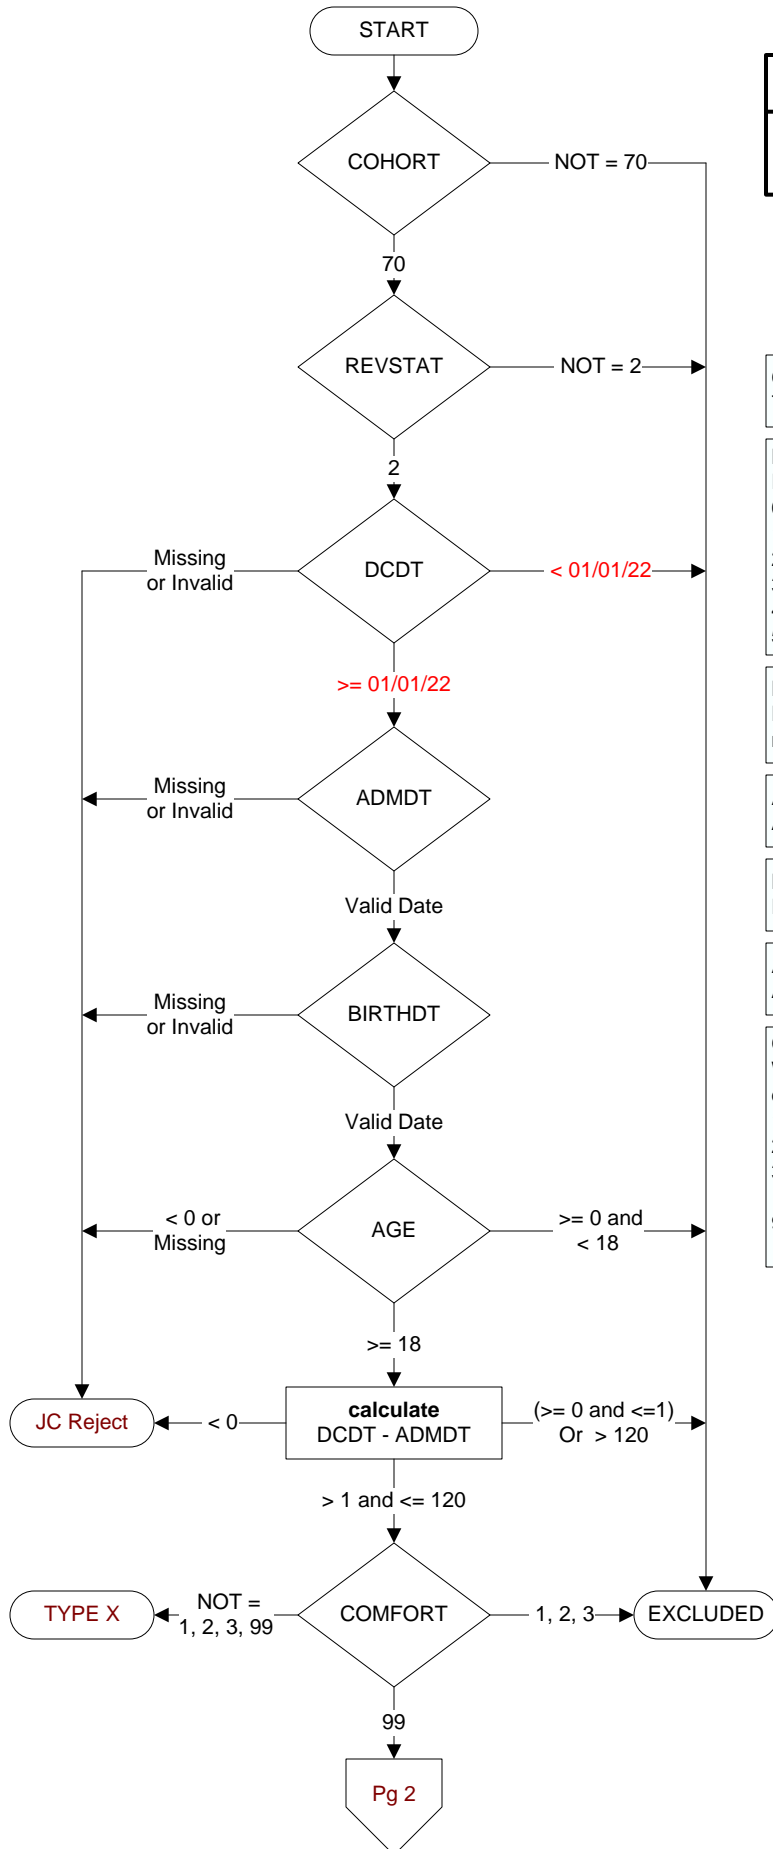 START
COHORT
NOT = 70
70
REVSTAT
NOT = 2
2
Missing
or Invalid
DCDT
< 01/01/22
>= 01/01/22
Missing
or Invalid
ADMDT
Valid Date
Missing
or Invalid
BIRTHDT
Valid Date
< 0 or
Missing
AGE
>= 0 and
< 18
>= 18
JC Reject
< 0
calculate
DCDT - ADMDT
(>= 0 and <=1)
Or > 120
> 1 and <= 120
TYPE X
NOT =
1, 2, 3, 99
COMFORT
1, 2, 3
EXCLUDED
99
Pg 2